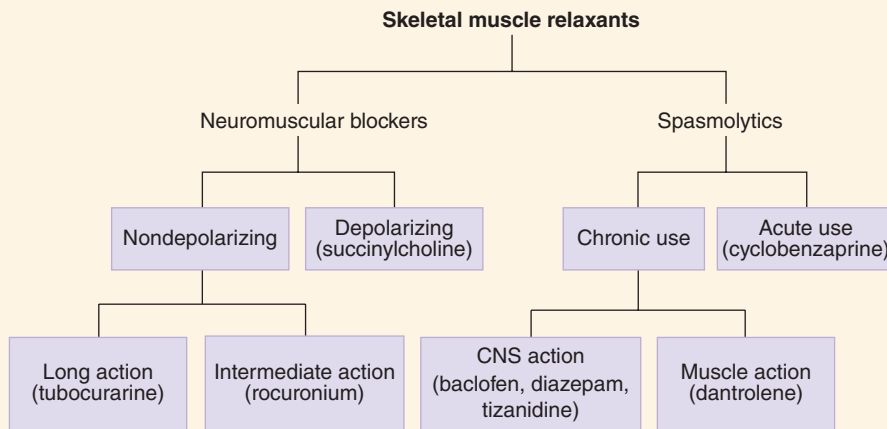 Skeletal muscle relaxants
Neuromuscular blockers
Spasmolytics
Nondepolarizing
Depolarizing
(succinylcholine)
Chronic use
Acute use
(cyclobenzaprine)
Long action
(tubocurarine)
Intermediate action
(rocuronium)
CNS action
(baclofen, diazepam,
tizanidine)
Muscle action
(dantrolene)